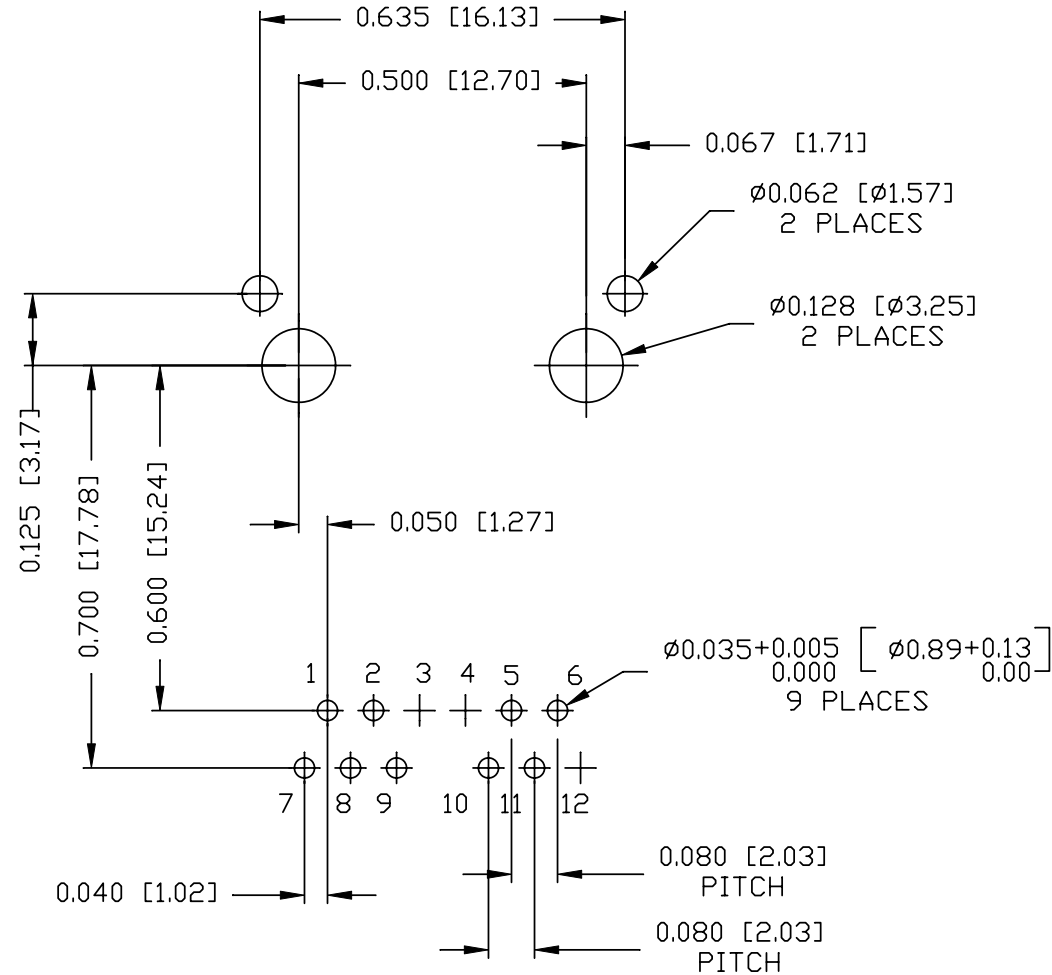 0.635 [16.13]
0.500 [12.70]
0.067 [1.71]
Ø0.062 [Ø1.57]
2 PLACES
Ø0.128 [Ø3.25]
2 PLACES
0.125 [3.17]
0.700 [17.78]
0.600 [15.24]
0.050 [1.27]
Ø0.035+0.005 [ Ø0.89+0.13 ]
0.000 0.00
9 PLACES
1 2 3 4 5 6
7 8 9 10 11 12
0.040 [1.02]
0.080 [2.03]
PITCH
0.080 [2.03]
PITCH